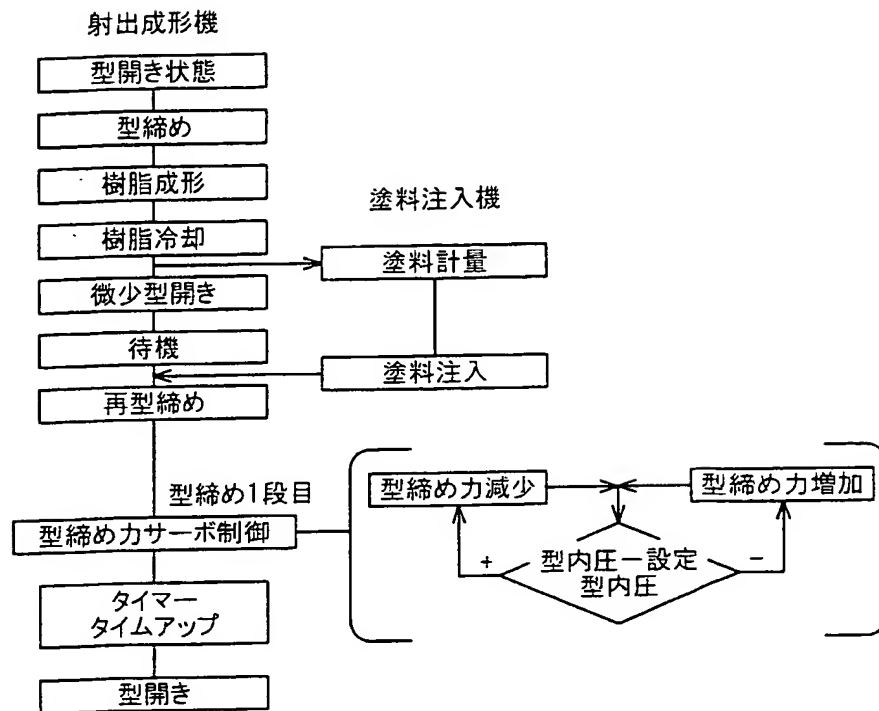 射出成形機
型開き状態
型締め
樹脂成形
樹脂冷却
微少型開き
待機
再型締め
塗料注入機
塗料計量
塗料注入
型締め1段目
型締め力サーボ制御
タイマー
タイムアップ
型開き
型締め力減少
型締め力増加
+
型内圧－設定
型内圧
－